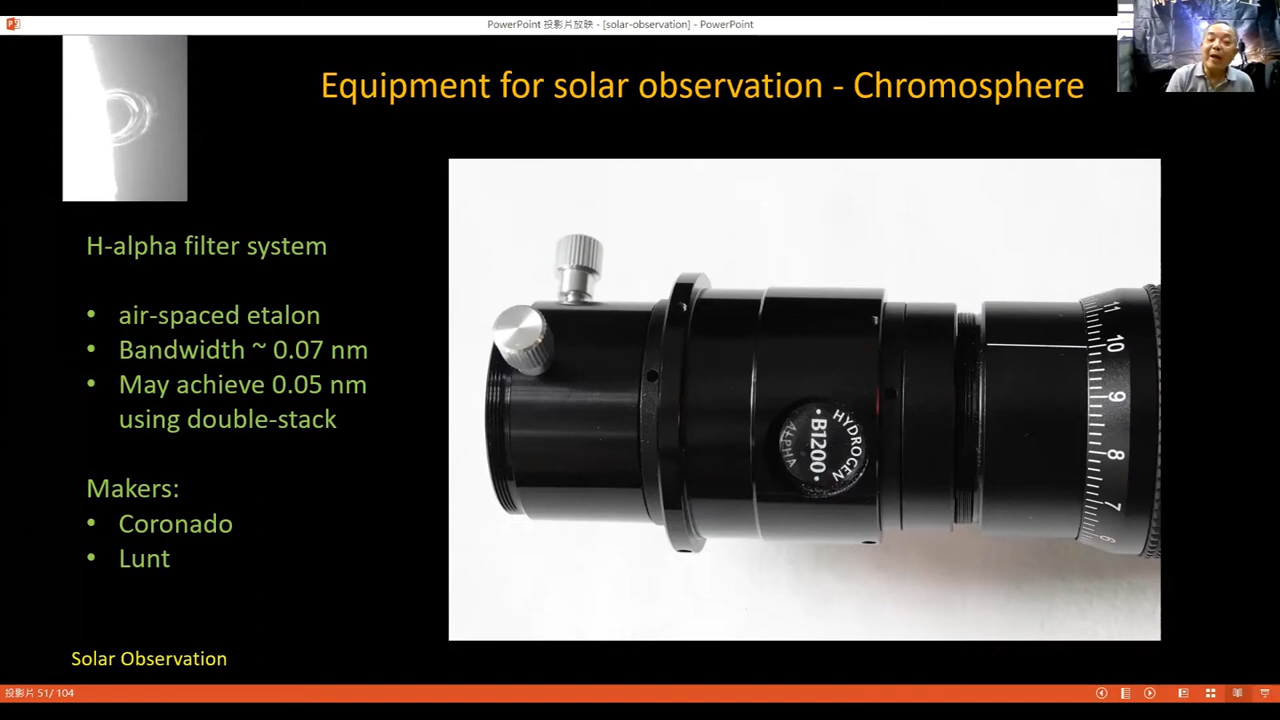 PowerPoint 投影片放映 - [solar-observation] - PowerPoint
Equipment for solar observation - Chromosphere
H-alpha filter system
• air-spaced etalon
• Bandwidth ~ 0.07 nm
• May achieve 0.05 nm
using double-stack
Makers:
• Coronado
• Lunt
HYDROGEN
•B1200•
ALPHA
11
10
9
8
7
6
Solar Observation
投影片 51/ 104